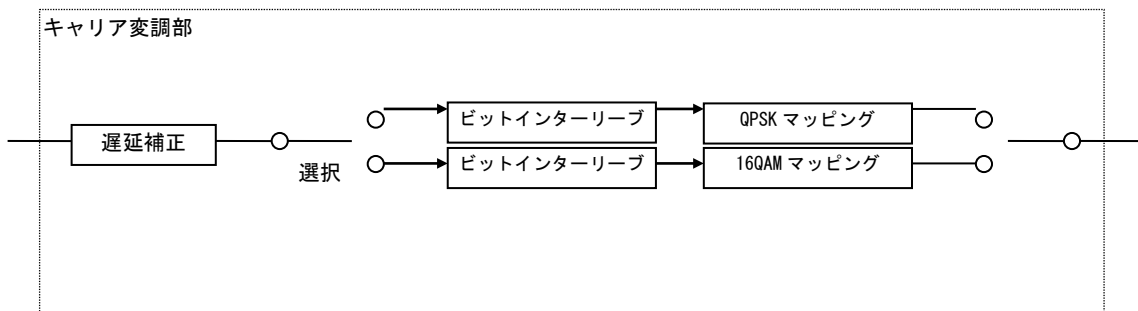 キャリア変調部
ビットインターリーブ
QPSK マッピング
遅延補正
選択
ビットインターリーブ
16QAM マッピング